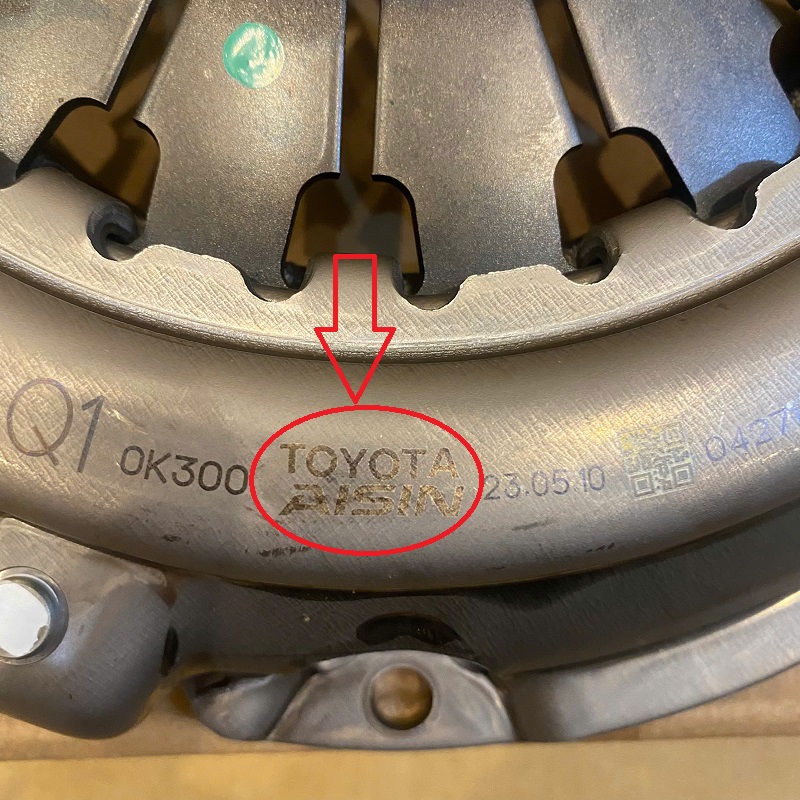 Q1
0K300
TOYOTA
AISIN
23.05.10
0427